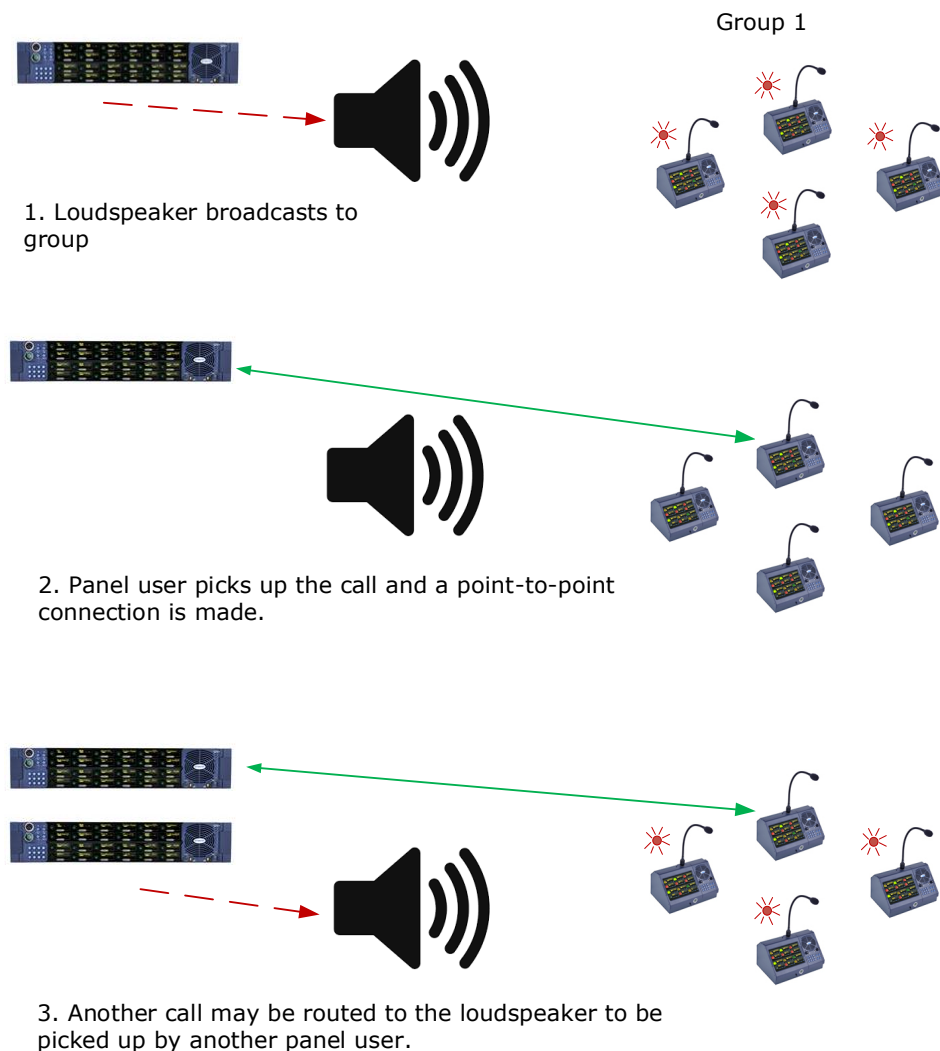 Group 1
1. Loudspeaker broadcasts to
group
2. Panel user picks up the call and a point-to-point
connection is made.
3. Another call may be routed to the loudspeaker to be
picked up by another panel user.